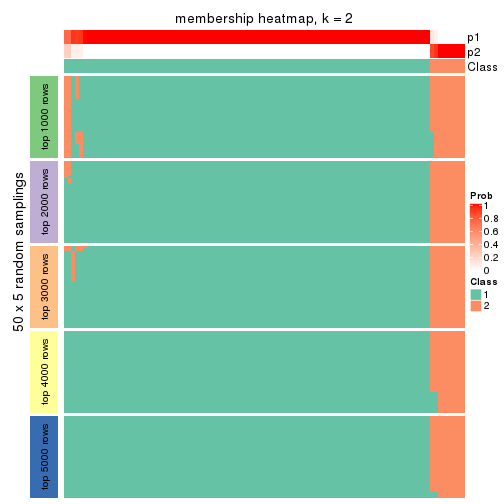 membership heatmap, k = 2
p1
p2
Class
50 x 5 random samplings
top 1000 rows
top 2000 rows
top 3000 rows
top 4000 rows
top 5000 rows
Prob
1
0.8
0.6
0.4
0.2
0
Class
1
2